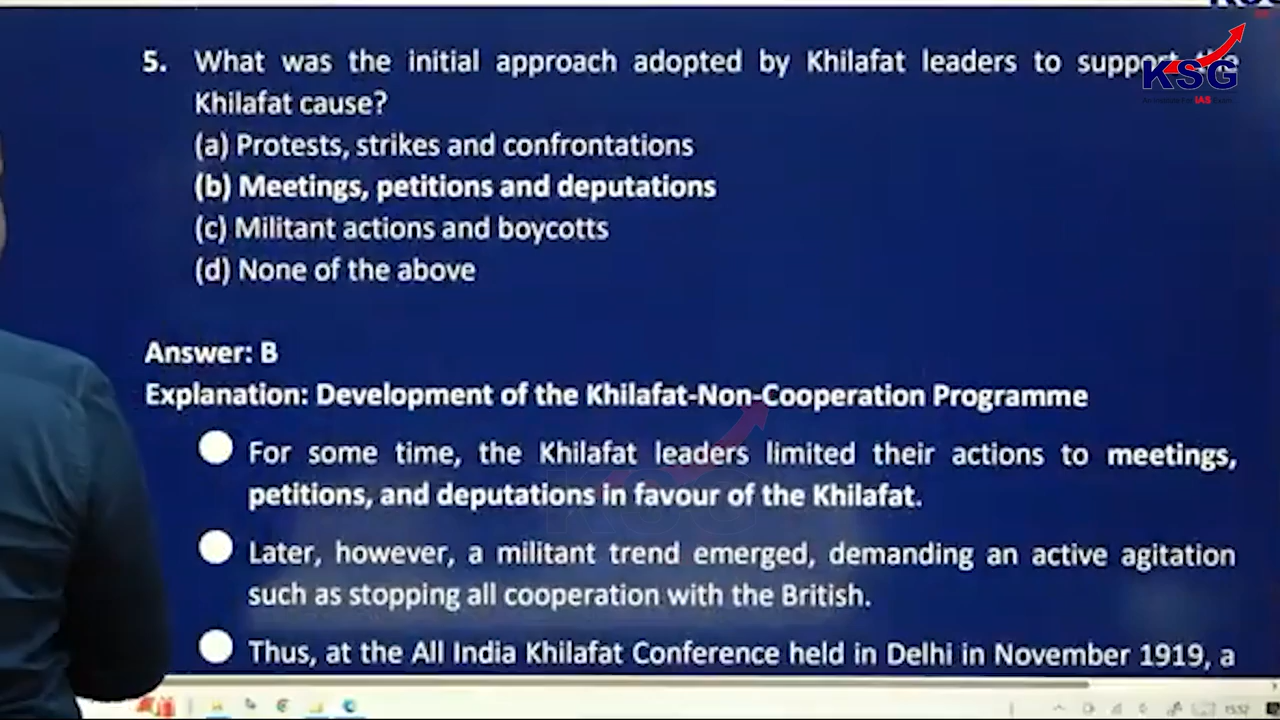 5. What was the initial approach adopted by Khilafat leaders to support the
KSG
Khilafat cause?
(a) Protests, strikes and confrontations
(b) Meetings, petitions and deputations
(c) Militant actions and boycotts
(d) None of the above
Answer: B
Explanation: Development of the Khilafat-Non-Cooperation Programme
For some time, the Khilafat leaders limited their actions to meetings,
petitions, and deputations in favour of the Khilafat.
Later, however, a militant trend emerged, demanding an active agitation
such as stopping all cooperation with the British.
Thus, at the All India Khilafat Conference held in Delhi in November 1919, a